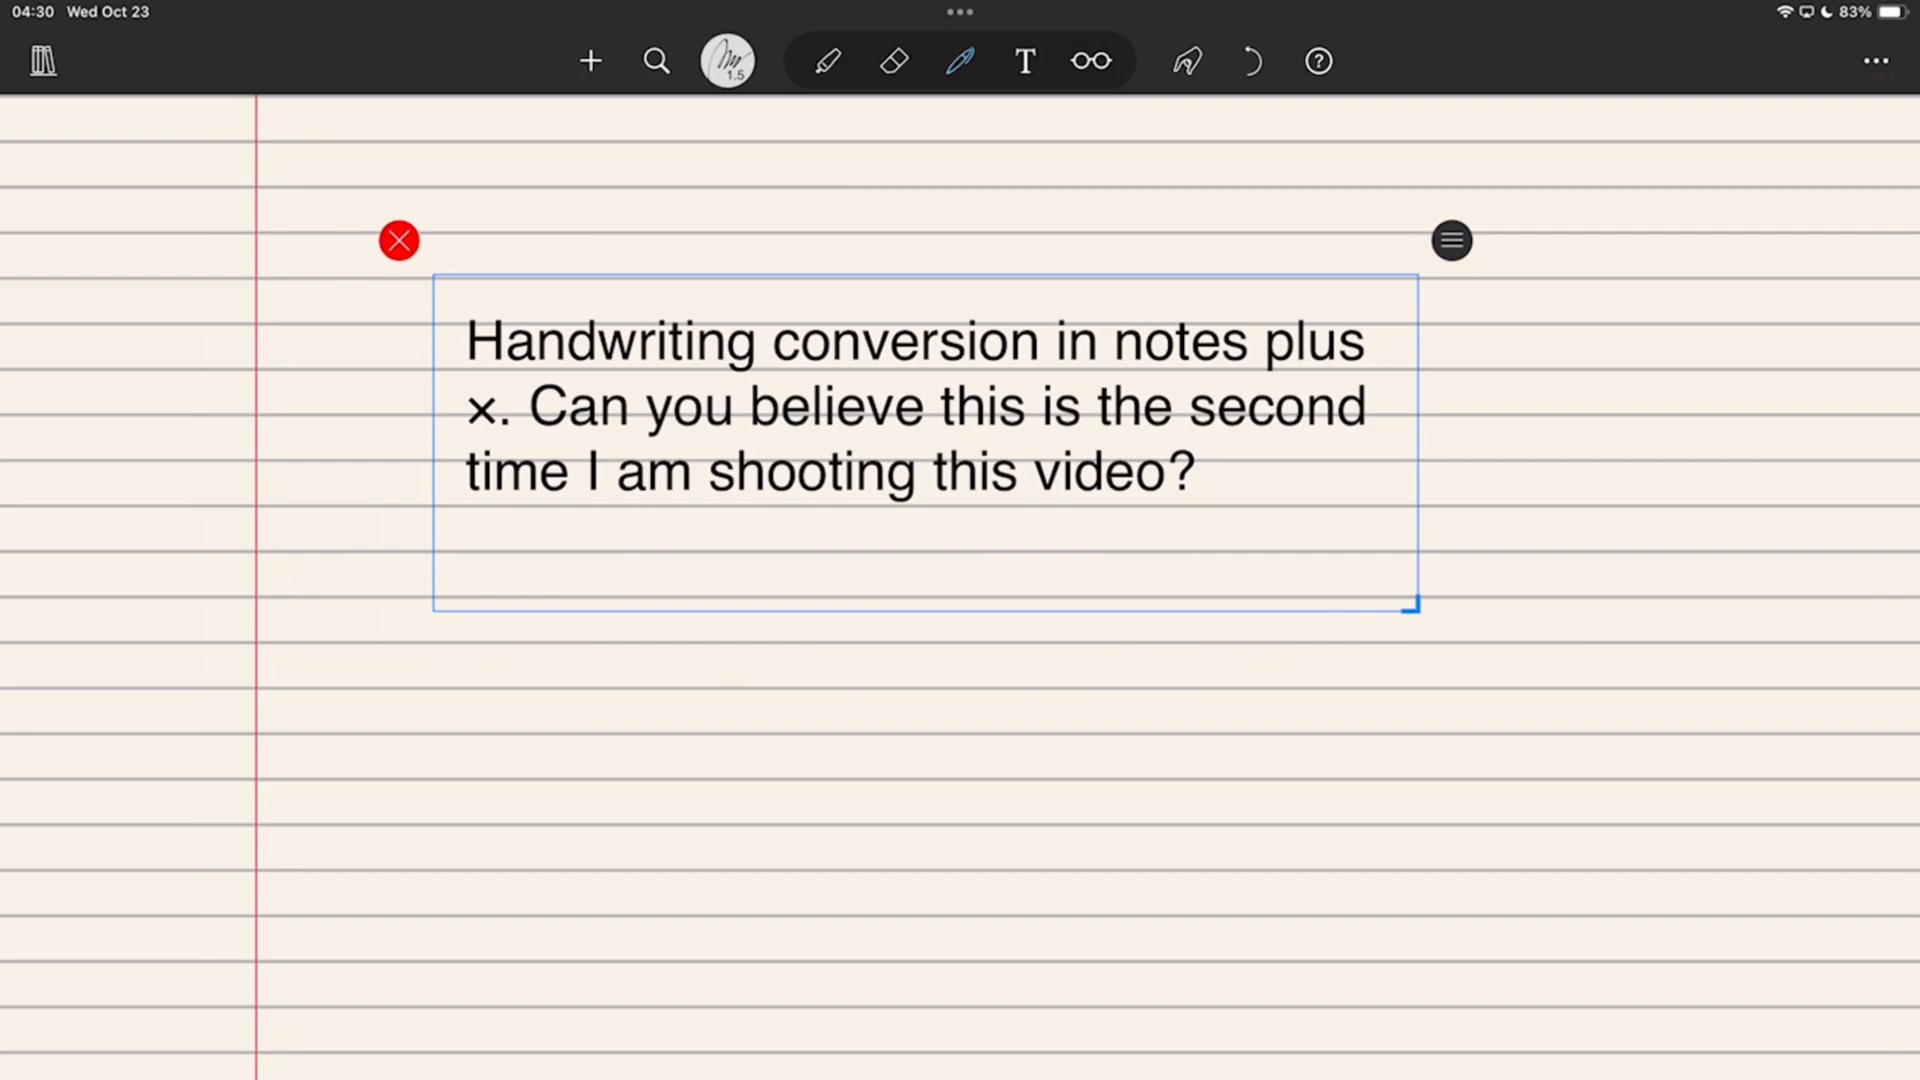 04:30 Wed Oct 23
83%
1.5
T
?
Handwriting conversion in notes plus
×. Can you believe this is the second
time I am shooting this video?